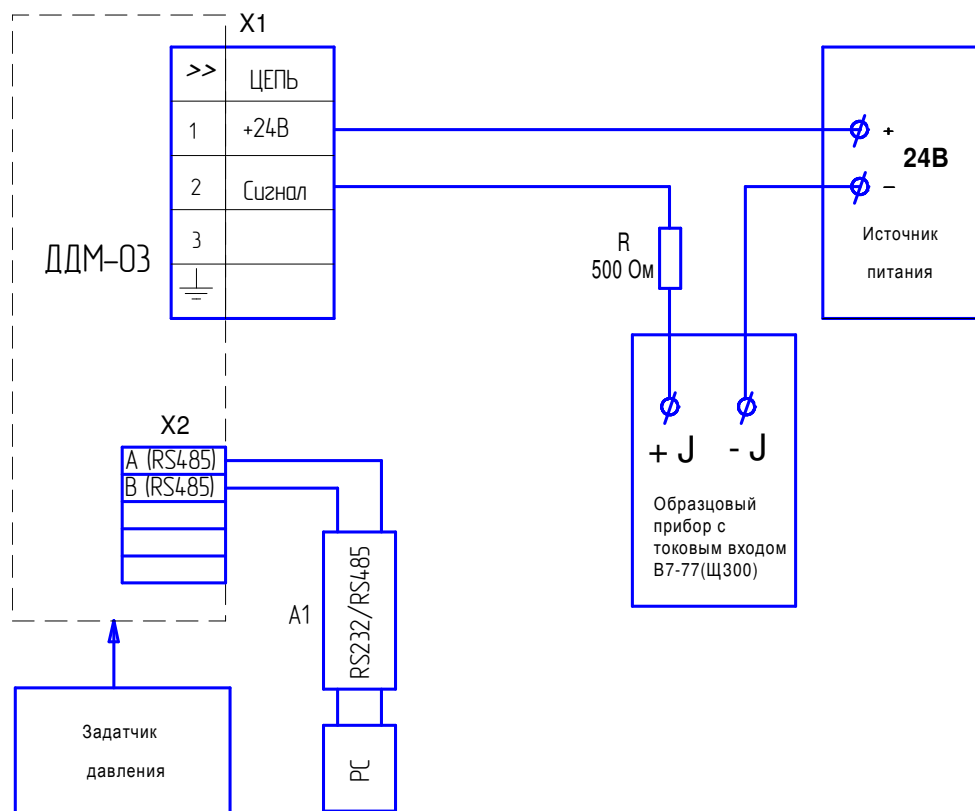 X1
>> ЦЕПЬ
1 +24В
2 Сигнал
3
ДДМ-03
+
24В
–
Источник
питания
R
500 Ом
+ J - J
Образцовый
прибор с
токовым входом
В7-77(Щ300)
X2
A (RS485)
B (RS485)
A1
RS232/RS485
PC
Задатчик
давления